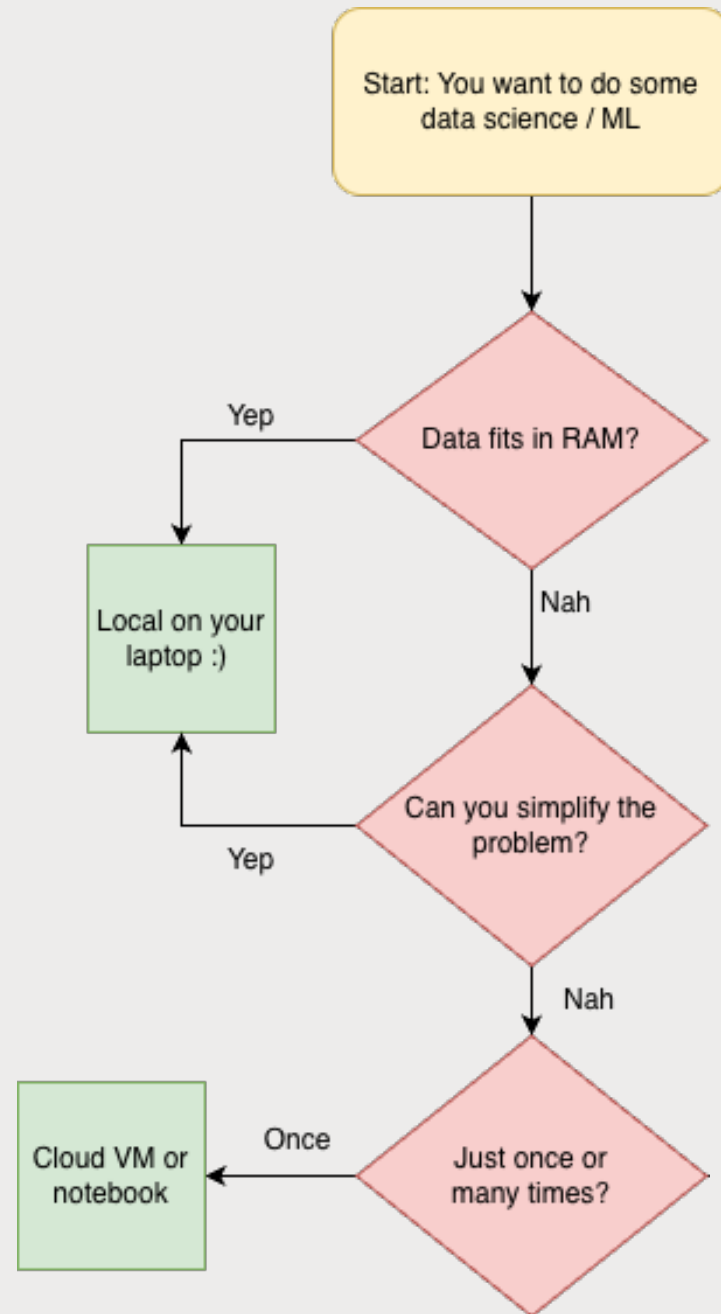 Start: You want to do some
data science / ML
Data fits in RAM?
Yep
Nah
Local on your
laptop :)
Can you simplify the
problem?
Yep
Nah
Just once or
many times?
Once
Cloud VM or
notebook